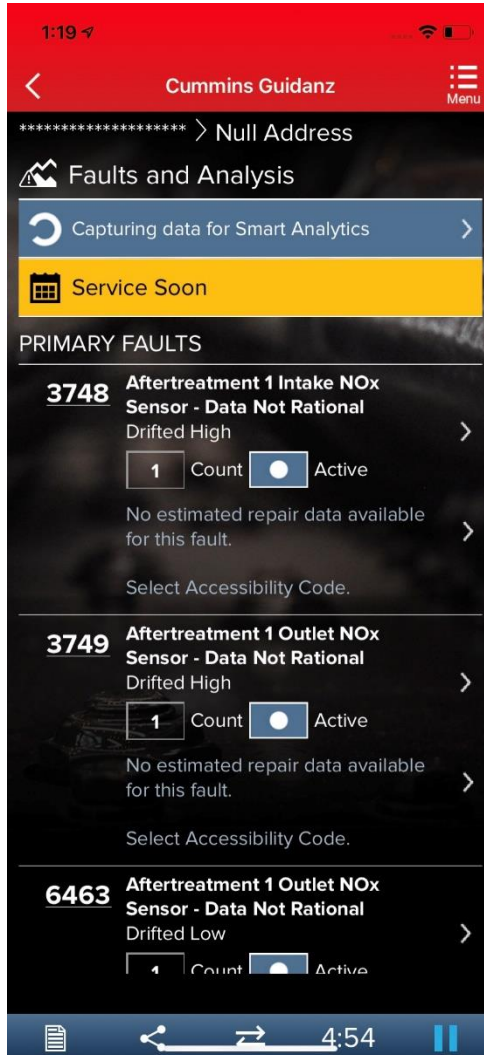 1:19
Cummins Guidanz
Menu
******************** > Null Address
Faults and Analysis
Capturing data for Smart Analytics
Service Soon
PRIMARY FAULTS
3748 Aftertreatment 1 Intake NOx
Sensor - Data Not Rational
Drifted High
1 Count Active
No estimated repair data available
for this fault.
Select Accessibility Code.
3749 Aftertreatment 1 Outlet NOx
Sensor - Data Not Rational
Drifted High
1 Count Active
No estimated repair data available
for this fault.
Select Accessibility Code.
6463 Aftertreatment 1 Outlet NOx
Sensor - Data Not Rational
Drifted Low
1 Count Active
4:54